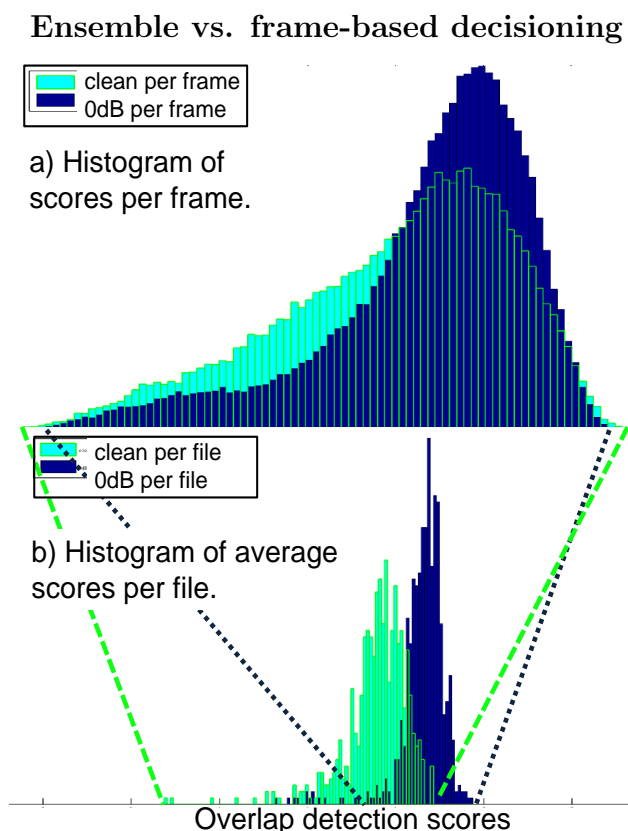 Ensemble vs. frame-based decisioning
clean per frame
0dB per frame
a) Histogram of
scores per frame.
clean per file
0dB per file
b) Histogram of average
scores per file.
Overlap detection scores